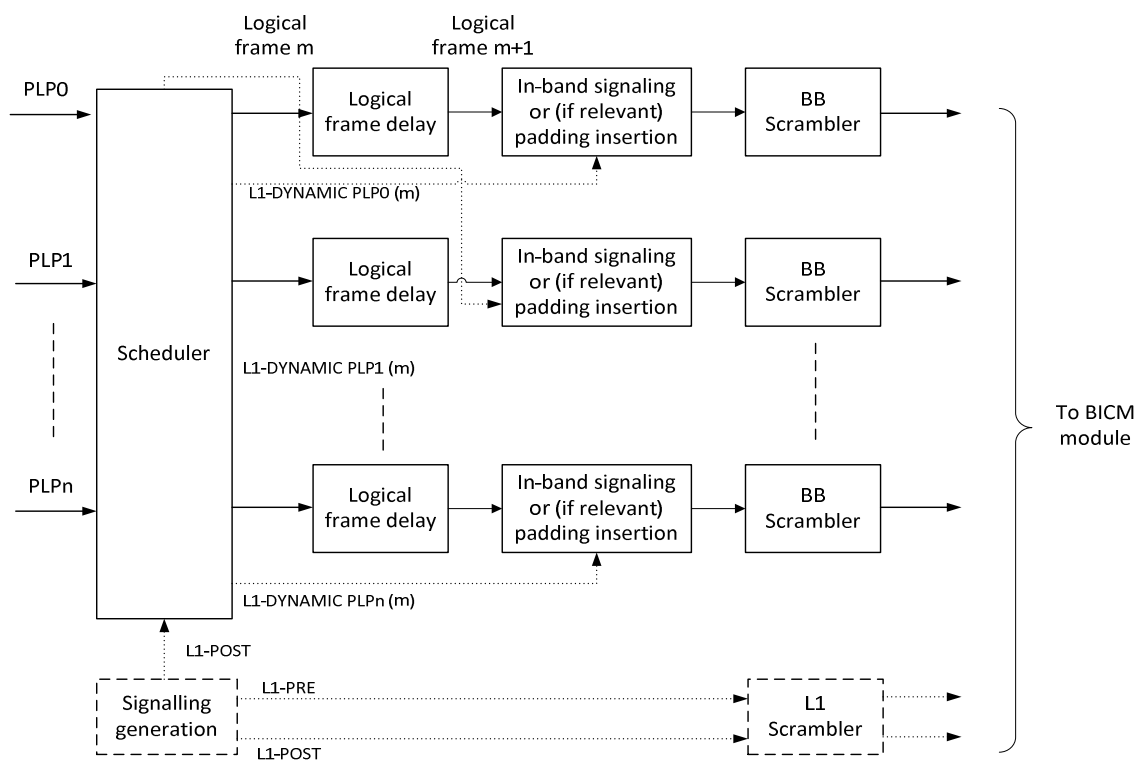 Logical
frame m
Logical
frame m+1
PLP0
Logical
frame delay
In-band signaling
or (if relevant)
padding insertion
BB
Scrambler
L1-DYNAMIC PLP0 (m)
PLP1
Logical
frame delay
In-band signaling
or (if relevant)
padding insertion
BB
Scrambler
Scheduler
L1-DYNAMIC PLP1 (m)
To BICM
module
PLPn
Logical
frame delay
In-band signaling
or (if relevant)
padding insertion
BB
Scrambler
L1-DYNAMIC PLPn (m)
L1-POST
Signalling
generation
L1-PRE
L1-POST
L1
Scrambler